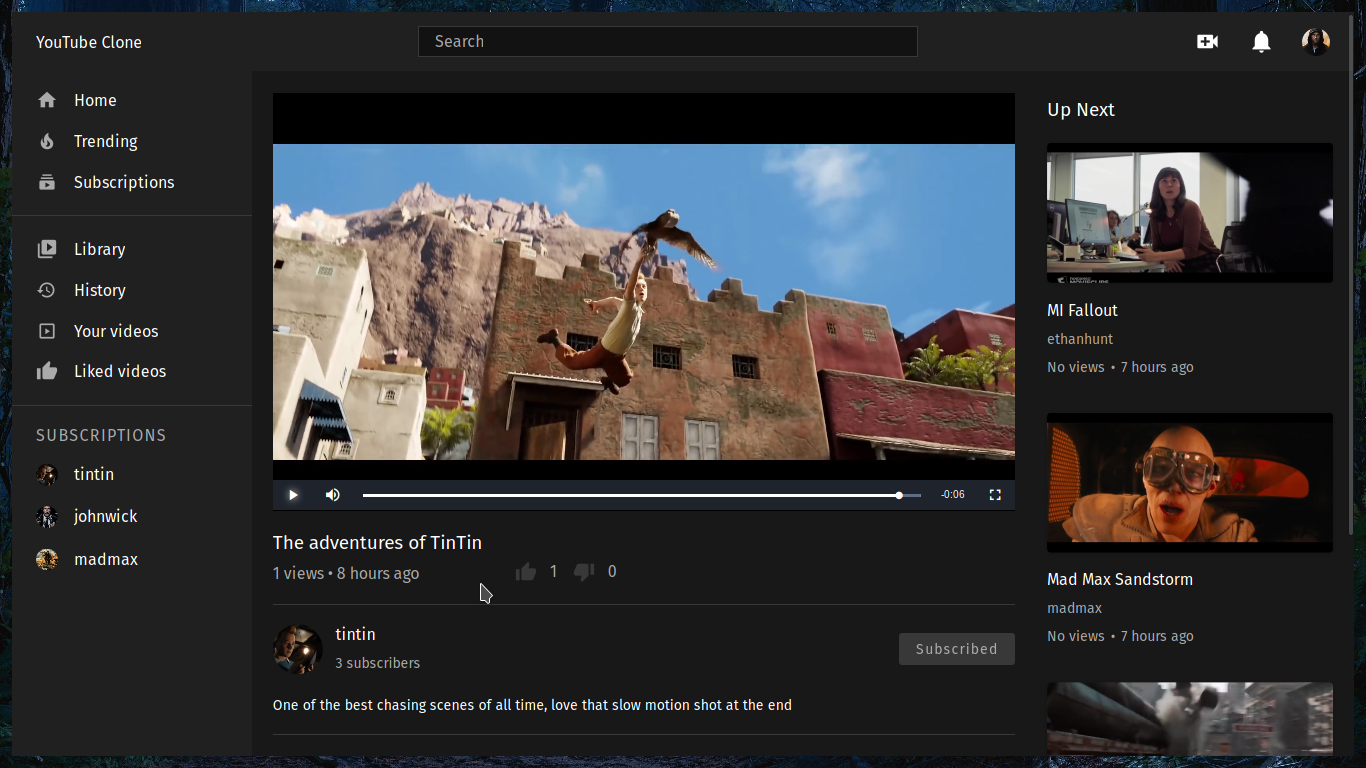 YouTube Clone
Search
Home
Trending
Subscriptions
Library
History
Your videos
Liked videos
SUBSCRIPTIONS
tintin
johnwick
madmax
-0:06
The adventures of TinTin
1 views • 8 hours ago
1
0
tintin
3 subscribers
Subscribed
One of the best chasing scenes of all time, love that slow motion shot at the end
Up Next
MI Fallout
ethanhunt
No views • 7 hours ago
Mad Max Sandstorm
madmax
No views • 7 hours ago